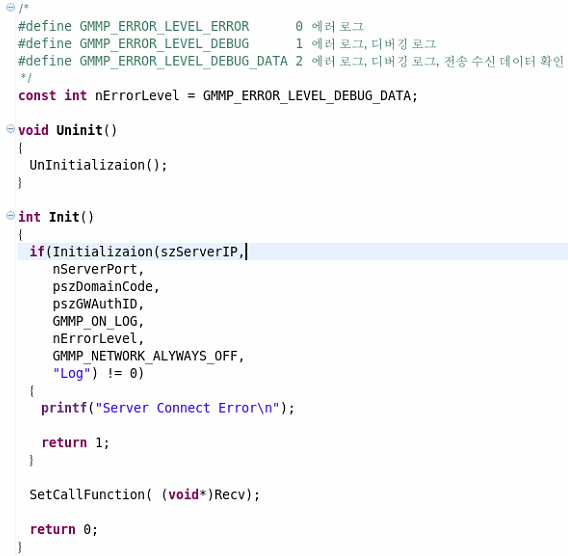 /*
#define GMMP_ERROR_LEVEL_ERROR      0 에러 로그
#define GMMP_ERROR_LEVEL_DEBUG      1 에러 로그, 디버깅 로그
#define GMMP_ERROR_LEVEL_DEBUG_DATA 2 에러 로그, 디버깅 로그, 전송 수신 데이터 확인
*/
const int nErrorLevel = GMMP_ERROR_LEVEL_DEBUG_DATA;

void Uninit()
{
  UnInitializaion();
}

int Init()
{
  if(Initializaion(szServerIP,
     nServerPort,
     pszDomainCode,
     pszGWAuthID,
     GMMP_ON_LOG,
     nErrorLevel,
     GMMP_NETWORK_ALYWAYS_OFF,
     "Log") != 0)
  {
    printf("Server Connect Error\n");

    return 1;
  }

  SetCallFunction( (void*)Recv);

  return 0;
}